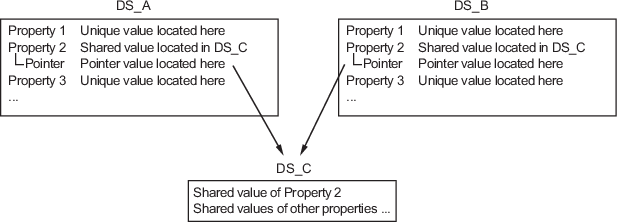 DS_A
Property 1 Unique value located here
Property 2 Shared value located in DS_C
Pointer Pointer value located here
Property 3 Unique value located here
...
DS_B
Property 1 Unique value located here
Property 2 Shared value located in DS_C
Pointer Pointer value located here
Property 3 Unique value located here
...
DS_C
Shared value of Property 2
Shared values of other properties ...